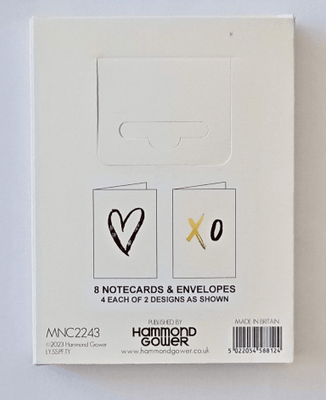 XO
8 NOTECARDS & ENVELOPES
4 EACH OF 2 DESIGNS AS SHOWN
MNC2243
©2023 Hammond Gower
PUBLISHED BY
HAMMOND
GOWER
www.hammondgower.co.uk
MADE IN BRITAIN
5 022054 588124